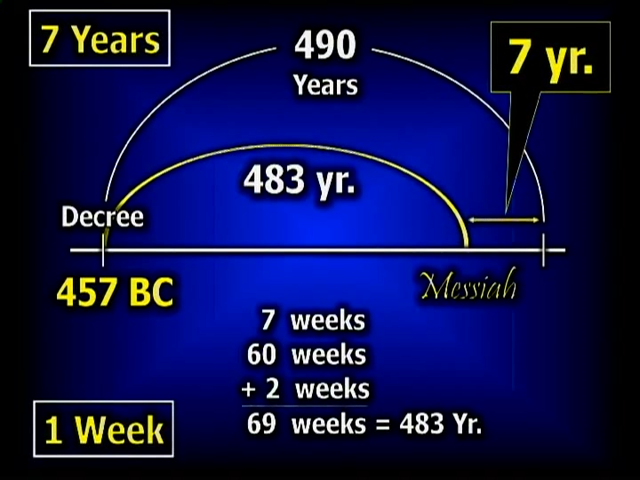 7 Years
490
Years
7 yr.
483 yr.
Decree
457 BC
Messiah
7 weeks
60 weeks
+ 2 weeks
69 weeks = 483 Yr.
1 Week